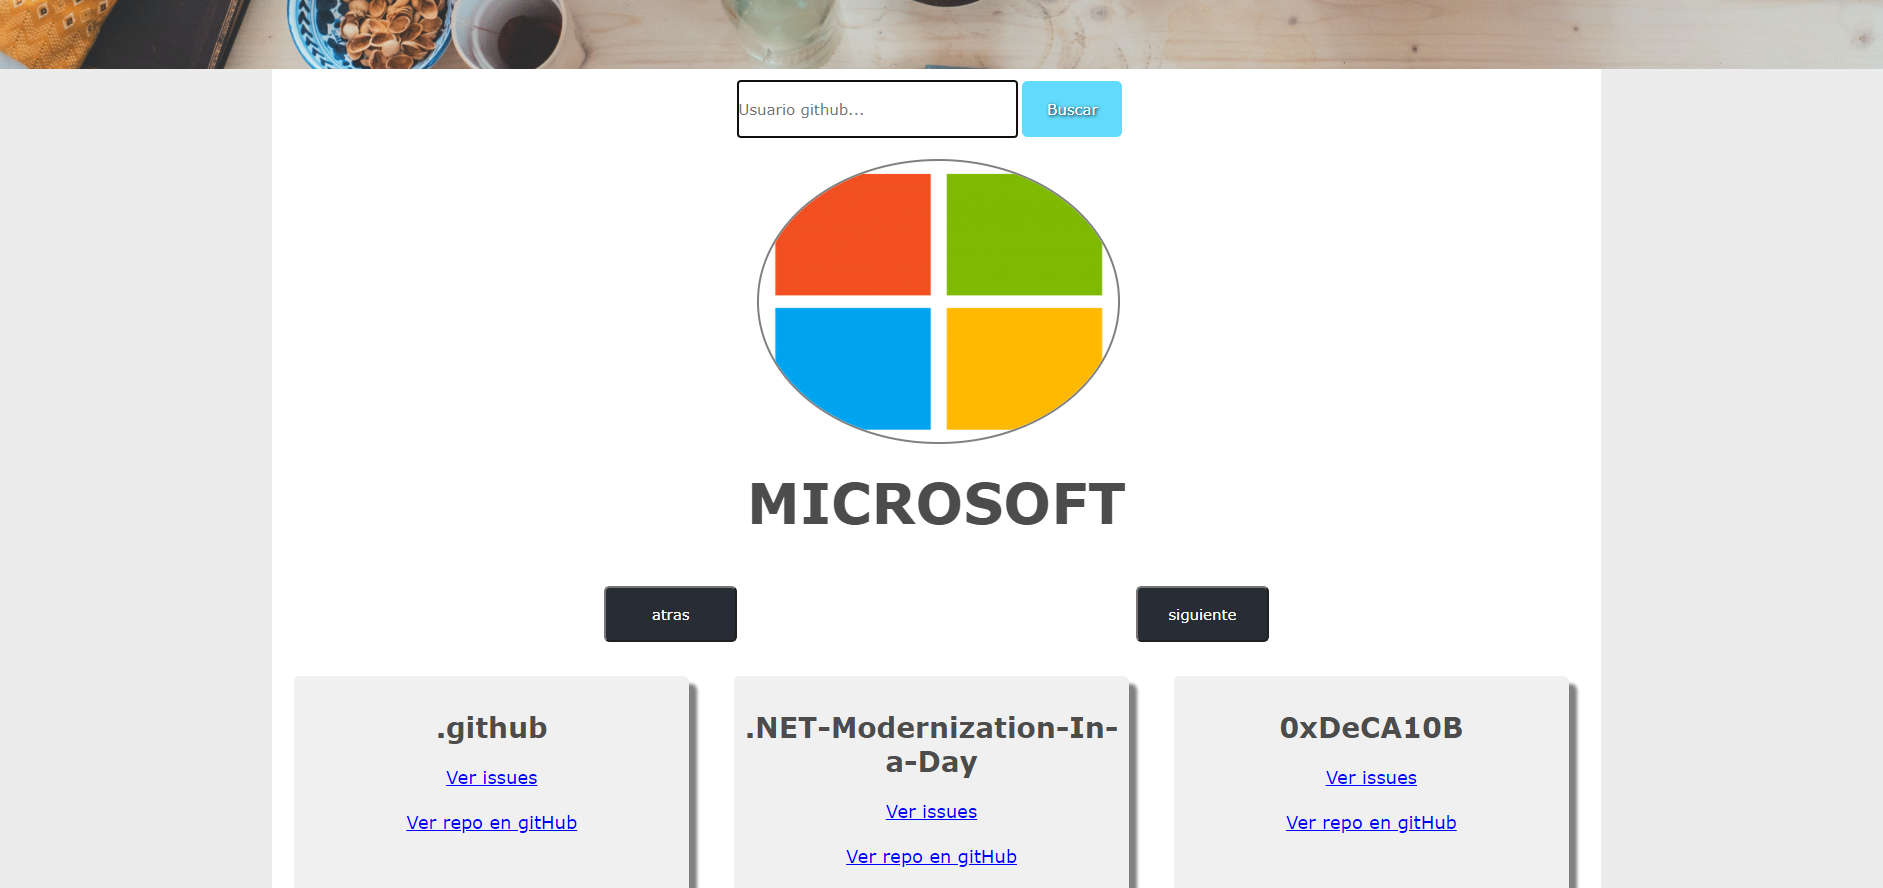 Usuario github...
Buscar
MICROSOFT
atras
siguiente
.github
Ver issues
Ver repo en gitHub
.NET-Modernization-In-
a-Day
Ver issues
Ver repo en gitHub
0xDeCA10B
Ver issues
Ver repo en gitHub